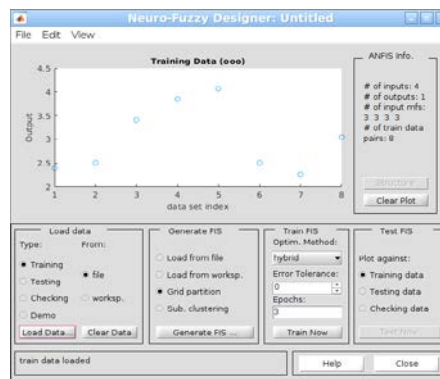 Neuro-Fuzzy Designer: Untitled
File Edit View
Training Data (ooo)
4.5
4
3.5
3
2.5
2
Output
1 2 3 4 5 6 7 8
data set index
ANFIS Info.
# of inputs: 4
# of outputs: 1
# of input mfs:
3 3 3 3
# of train data
pairs: 8
Structure
Clear Plot
Load data
Type: From:
Training
Testing
Checking
Demo
file
worksp.
Load Data... Clear Data
Generate FIS
Load from file
Load from worksp.
Grid partition
Sub. clustering
Generate FIS ...
Train FIS
Optim. Method:
hybrid
Error Tolerance:
0
Epochs:
3
Train Now
Test FIS
Plot against:
Training data
Testing data
Checking data
Test Now
train data loaded
Help Close